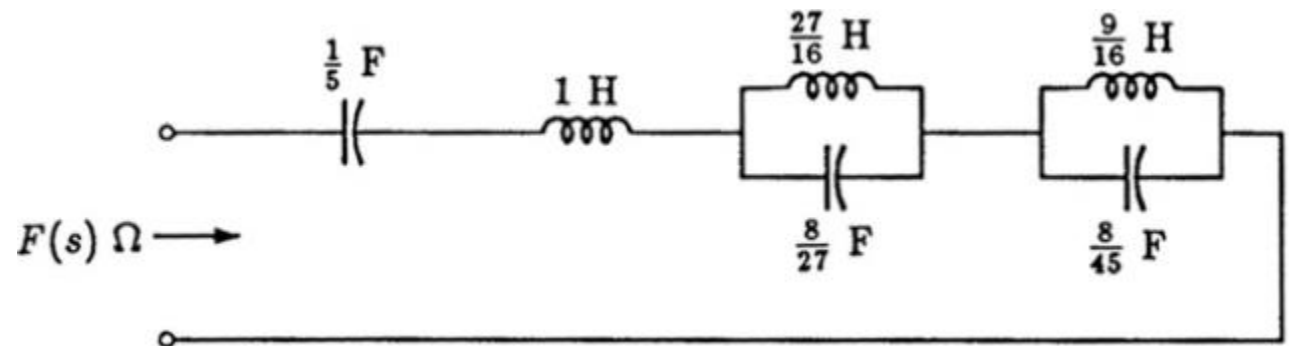 1/5 F
1 H
27/16 H
8/27 F
9/16 H
8/45 F
F(s) Ω